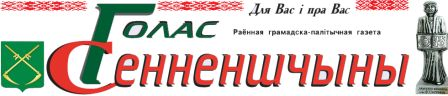 Для Вас і пра Вас
Голас
Раённая грамадска-палітычная газета
Сенненшчыны